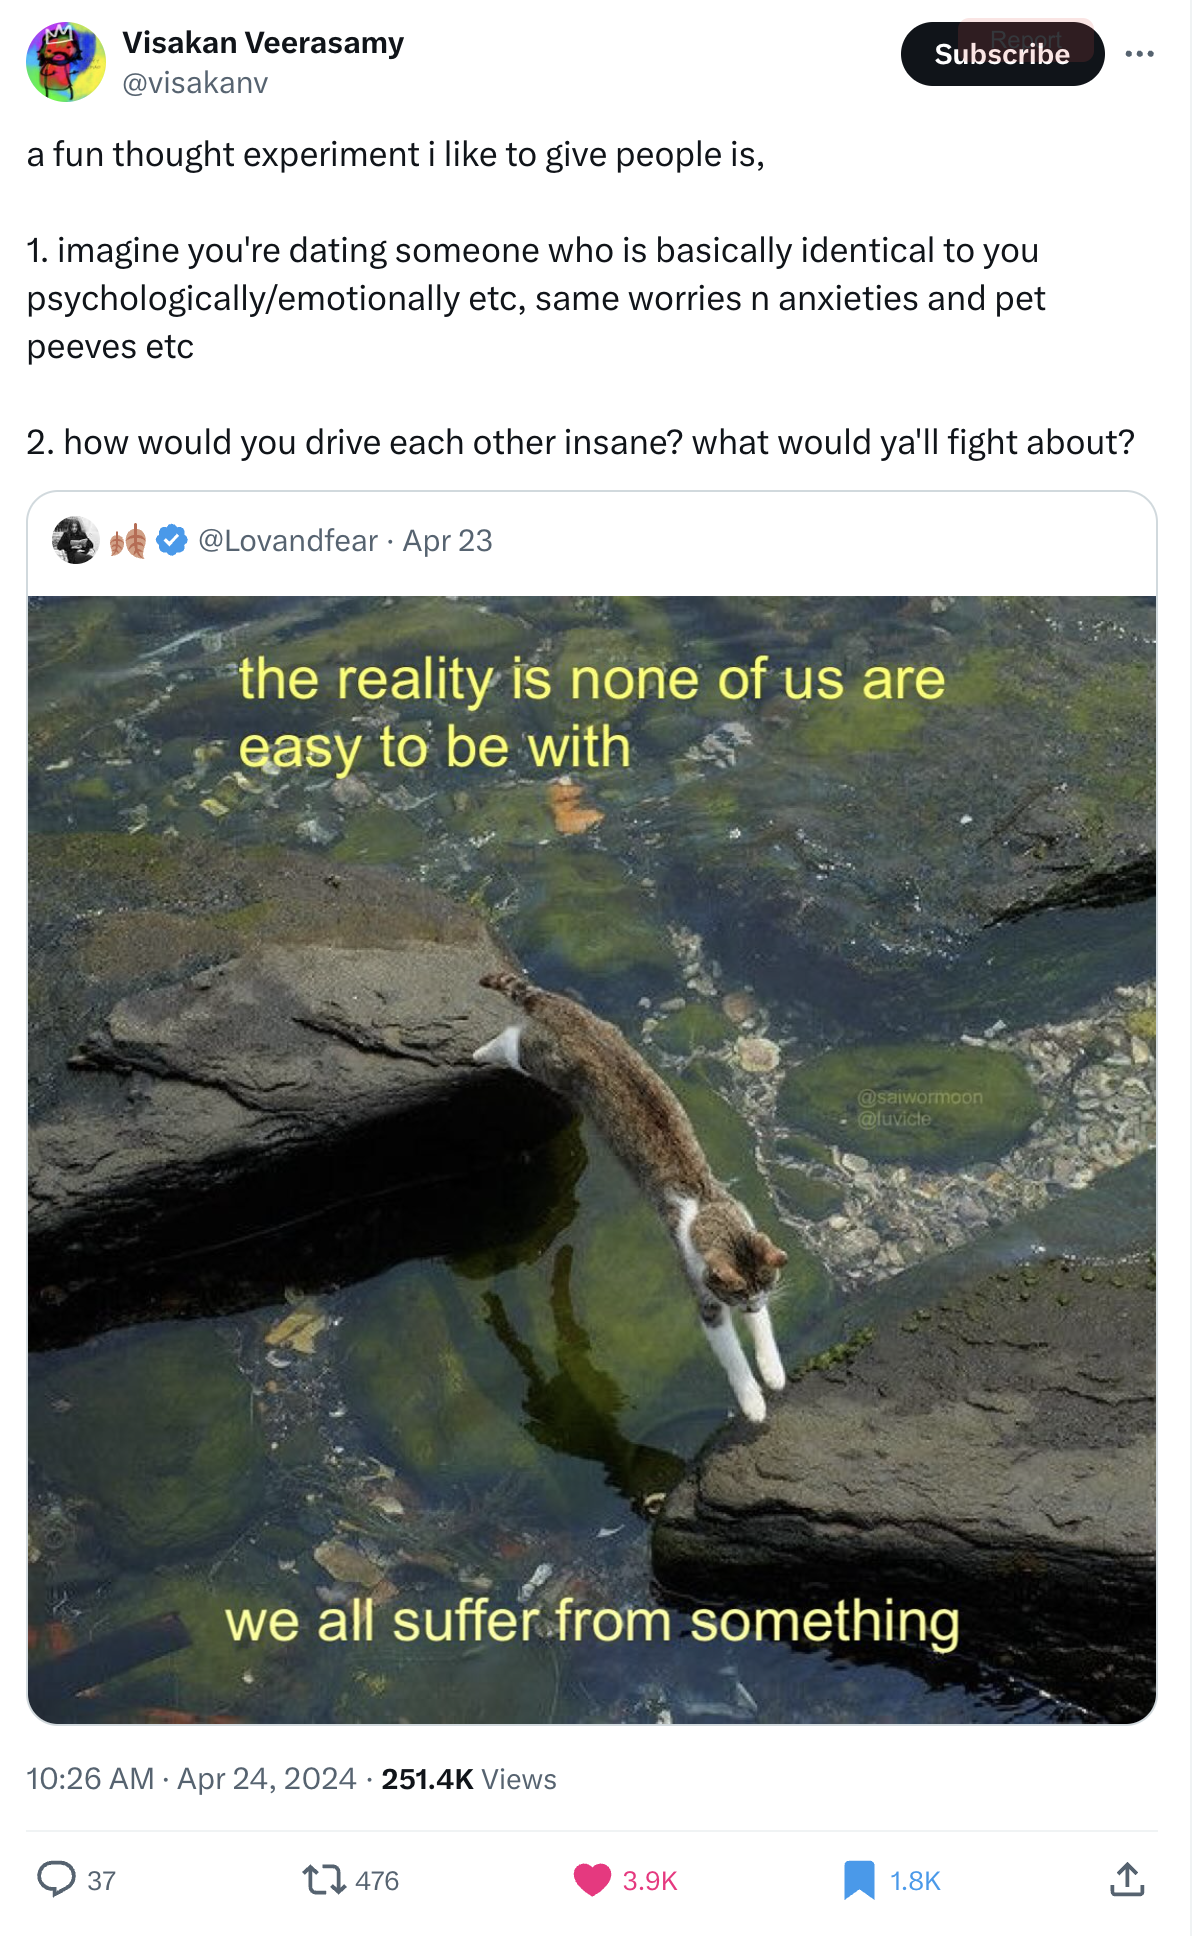 Visakan Veerasamy
@visakanv
Report
Subscribe
a fun thought experiment i like to give people is,
1. imagine you're dating someone who is basically identical to you
psychologically/emotionally etc, same worries n anxieties and pet
peeves etc
2. how would you drive each other insane? what would ya'll fight about?
@Lovandfear · Apr 23
the reality is none of us are
easy to be with
@saiwormoon
@fuvicle
we all suffer from something
10:26 AM · Apr 24, 2024 · 251.4K Views
37 476 3.9K 1.8K